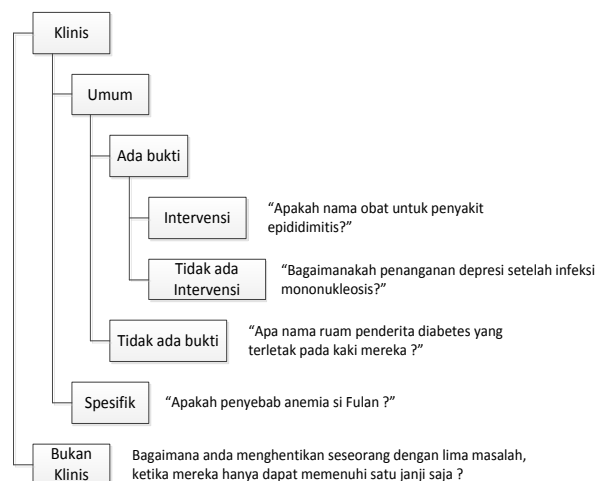 Klinis
Umum
Ada bukti
Intervensi
“Apakah nama obat untuk penyakit
epididimitis?”
Tidak ada
Intervensi
“Bagaimanakah penanganan depresi setelah infeksi
mononukleosis?”
Tidak ada bukti
“Apa nama ruam penderita diabetes yang
terletak pada kaki mereka ?”
Spesifik
“Apakah penyebab anemia si Fulan ?”
Bukan
Klinis
Bagaimana anda menghentikan seseorang dengan lima masalah,
ketika mereka hanya dapat memenuhi satu janji saja ?